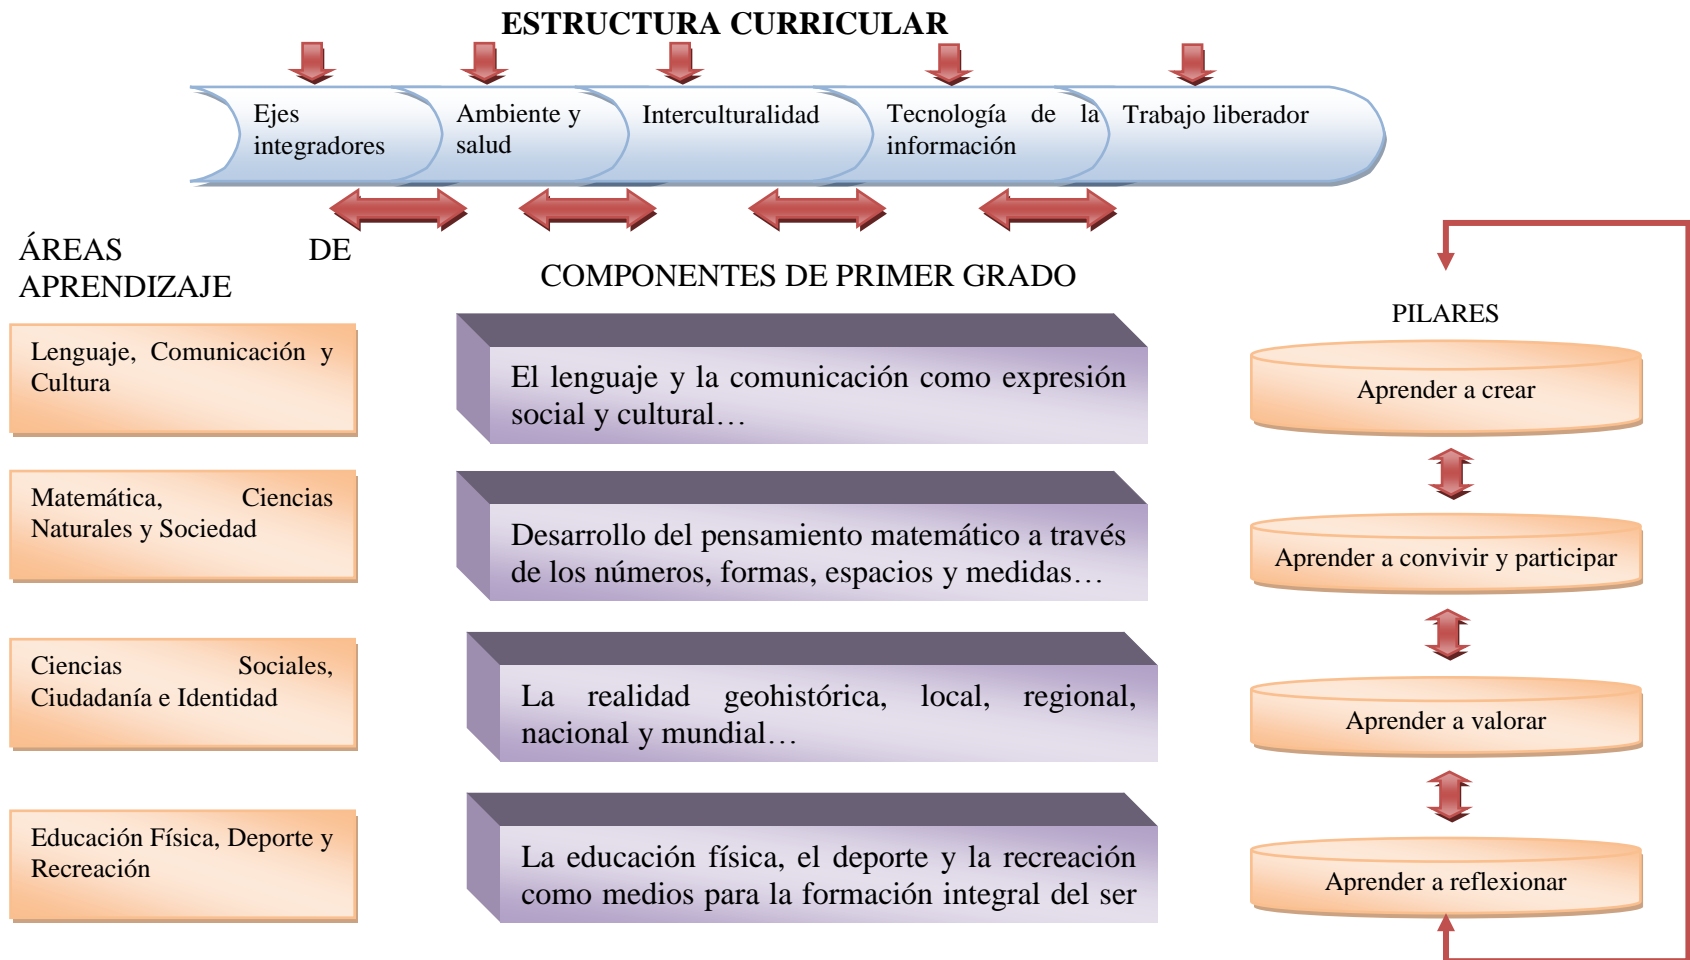 ESTRUCTURA CURRICULAR
Ejes
integradores
Ambiente y
salud
Interculturalidad
Tecnología de la
información
Trabajo liberador
ÁREAS DE
APRENDIZAJE
COMPONENTES DE PRIMER GRADO
PILARES
Lenguaje, Comunicación y
Cultura
El lenguaje y la comunicación como expresión
social y cultural…
Aprender a crear
Matemática, Ciencias
Naturales y Sociedad
Desarrollo del pensamiento matemático a través
de los números, formas, espacios y medidas…
Aprender a convivir y participar
Ciencias Sociales,
Ciudadanía e Identidad
La realidad geohistórica, local, regional,
nacional y mundial…
Aprender a valorar
Educación Física, Deporte y
Recreación
La educación física, el deporte y la recreación
como medios para la formación integral del ser
Aprender a reflexionar